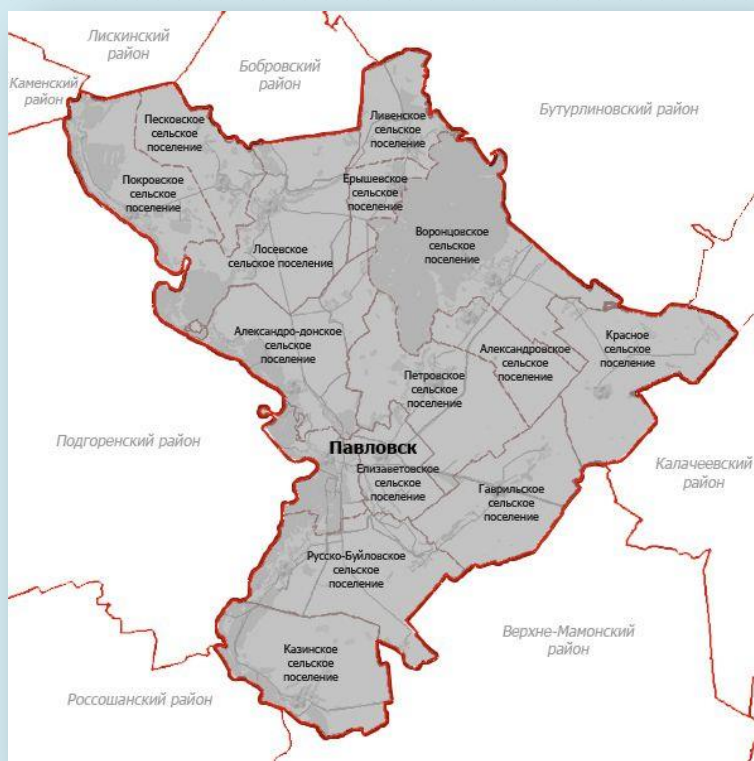 Лискинский
район
Каменский
район
Бобровский
район
Бутурлиновский район
Песковское
сельское
поселение
Ливенское
сельское
поселение
Покровское
сельское
поселение
Ерышевское
сельское
поселение
Воронцовское
сельское
поселение
Лосевское
сельское поселение
Александро-донское
сельское
поселение
Петровское
сельское
поселение
Александровское
сельское
поселение
Красное
сельское
поселение
Подгоренский район
Павловск
Елизаветовское
сельское
поселение
Гаврильское
сельское
поселение
Калачеевский
район
Русско-Буйловское
сельское
поселение
Верхне-Мамонский
район
Казинское
сельское
поселение
Россошанский район